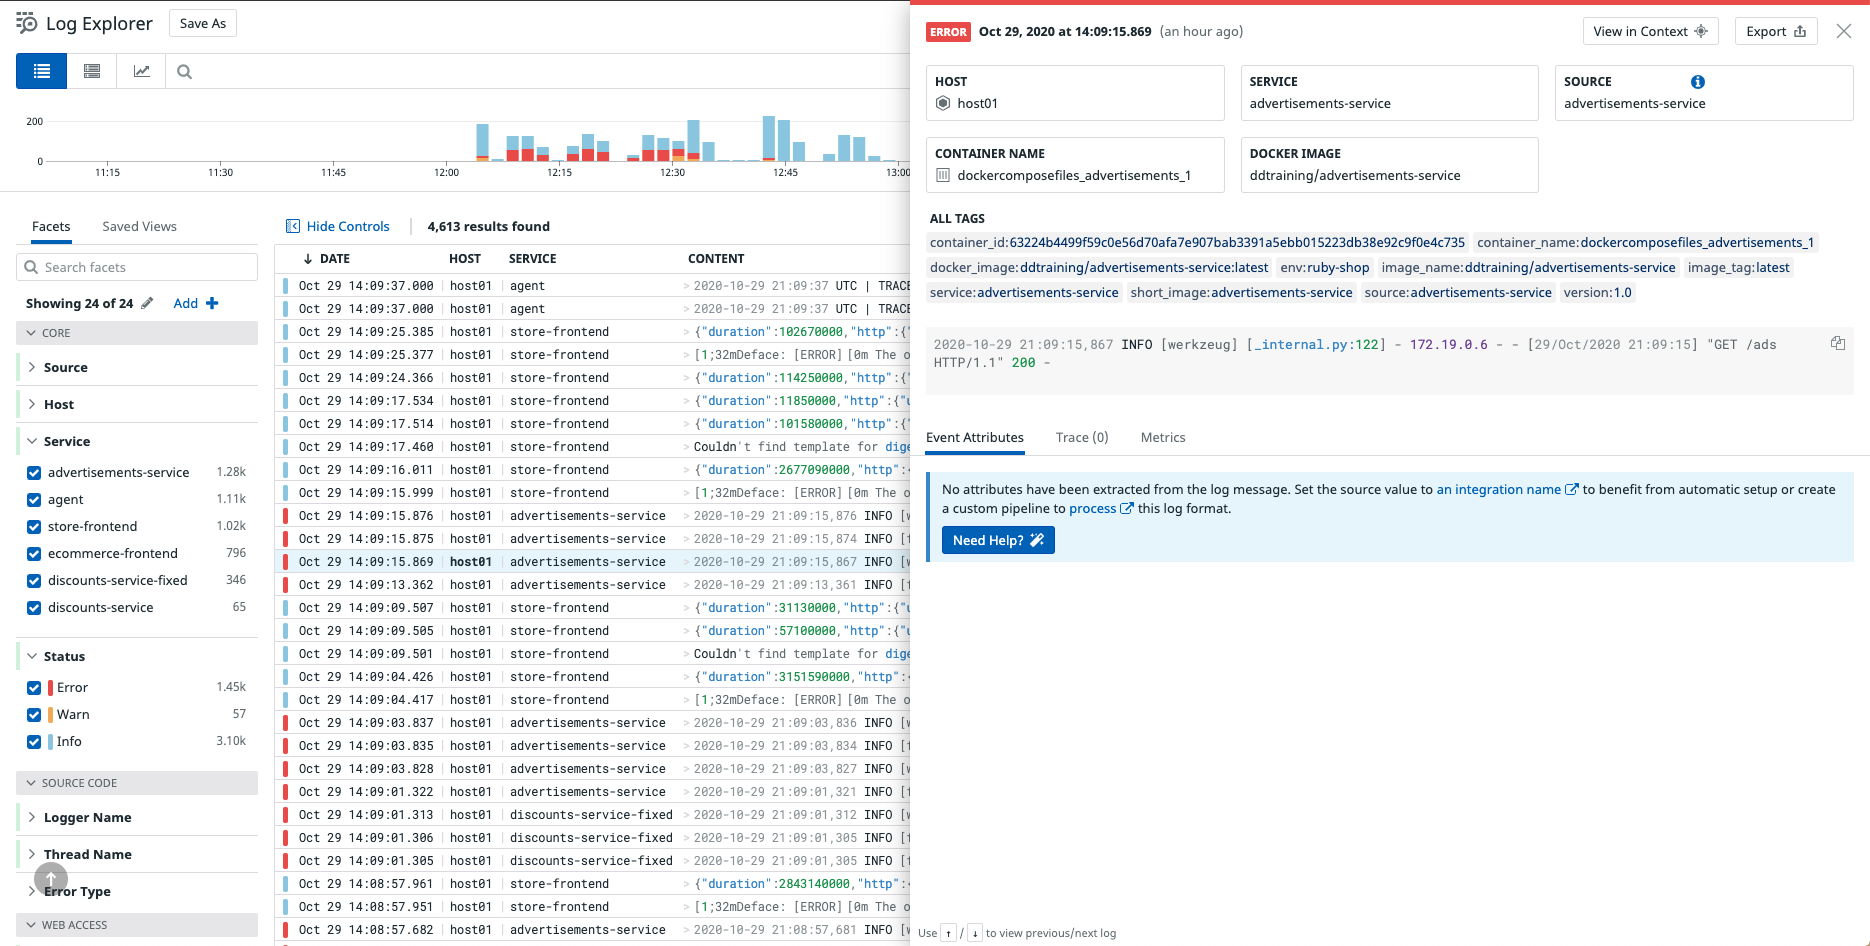 Log Explorer
Save As
200
0
11:15 11:30 11:45 12:00 12:15 12:30 12:45 13:00
Facets Saved Views
Search facets
Showing 24 of 24 Add
CORE
Source
Host
Service
advertisements-service 1.28k
agent 1.11k
store-frontend 1.02k
ecommerce-frontend 796
discounts-service-fixed 346
discounts-service 65
Status
Error 1.45k
Warn 57
Info 3.10k
SOURCE CODE
Logger Name
Thread Name
Error Type
WEB ACCESS
Hide Controls 4,613 results found
DATE HOST SERVICE CONTENT
Oct 29 14:09:37.000 host01 agent > 2020-10-29 21:09:37 UTC | TRACE
Oct 29 14:09:37.000 host01 agent > 2020-10-29 21:09:37 UTC | TRACE
Oct 29 14:09:25.385 host01 store-frontend > {"duration":102670000,"http":{"
Oct 29 14:09:25.377 host01 store-frontend > [1;32mDeface: [ERROR] [0m The o
Oct 29 14:09:24.366 host01 store-frontend > {"duration":114250000,"http":{"
Oct 29 14:09:17.534 host01 store-frontend > {"duration":11850000,"http":{"u
Oct 29 14:09:17.514 host01 store-frontend > {"duration":101580000,"http":{"
Oct 29 14:09:17.460 host01 store-frontend > Couldn't find template for dige
Oct 29 14:09:16.011 host01 store-frontend > {"duration":2677090000,"http":
Oct 29 14:09:15.999 host01 store-frontend > [1;32mDeface: [ERROR] [0m The o
Oct 29 14:09:15.876 host01 advertisements-service > 2020-10-29 21:09:15,876 INFO [w
Oct 29 14:09:15.875 host01 advertisements-service > 2020-10-29 21:09:15,874 INFO [t
Oct 29 14:09:15.869 host01 advertisements-service > 2020-10-29 21:09:15,867 INFO [w
Oct 29 14:09:13.362 host01 advertisements-service > 2020-10-29 21:09:13,361 INFO [t
Oct 29 14:09:09.507 host01 store-frontend > {"duration":31130000,"http":{"u
Oct 29 14:09:09.505 host01 store-frontend > {"duration":57100000,"http":{"u
Oct 29 14:09:09.501 host01 store-frontend > Couldn't find template for dige
Oct 29 14:09:04.426 host01 store-frontend > {"duration":3151590000,"http":
Oct 29 14:09:04.417 host01 store-frontend > [1;32mDeface: [ERROR] [0m The o
Oct 29 14:09:03.837 host01 advertisements-service > 2020-10-29 21:09:03,836 INFO [w
Oct 29 14:09:03.835 host01 advertisements-service > 2020-10-29 21:09:03,834 INFO [t
Oct 29 14:09:03.828 host01 advertisements-service > 2020-10-29 21:09:03,827 INFO [w
Oct 29 14:09:01.322 host01 advertisements-service > 2020-10-29 21:09:01,321 INFO [t
Oct 29 14:09:01.313 host01 discounts-service-fixed > 2020-10-29 21:09:01,312 INFO [w
Oct 29 14:09:01.306 host01 discounts-service-fixed > 2020-10-29 21:09:01,305 INFO [t
Oct 29 14:09:01.305 host01 discounts-service-fixed > 2020-10-29 21:09:01,305 INFO [t
Oct 29 14:08:57.961 host01 store-frontend > {"duration":2843140000,"http":
Oct 29 14:08:57.951 host01 store-frontend > [1;32mDeface: [ERROR] [0m The o
Oct 29 14:08:57.682 host01 advertisements-service > 2020-10-29 21:08:57,681 INFO [w
ERROR Oct 29, 2020 at 14:09:15.869 (an hour ago) View in Context Export
HOST
host01
SERVICE
advertisements-service
SOURCE
advertisements-service
CONTAINER NAME
dockercomposefiles_advertisements_1
DOCKER IMAGE
ddtraining/advertisements-service
ALL TAGS
container_id:63224b4499f59c0e56d70afa7e907bab3391a5ebb015223db38e92c9f0e4c735 container_name:dockercomposefiles_advertisements_1
docker_image:ddtraining/advertisements-service:latest env:ruby-shop image_name:ddtraining/advertisements-service image_tag:latest
service:advertisements-service short_image:advertisements-service source:advertisements-service version:1.0
2020-10-29 21:09:15,867 INFO [werkzeug] [_internal.py:122] - 172.19.0.6 - - [29/Oct/2020 21:09:15] "GET /ads
HTTP/1.1" 200 -
Event Attributes Trace (0) Metrics
No attributes have been extracted from the log message. Set the source value to an integration name to benefit from automatic setup or create
a custom pipeline to process this log format.
Need Help?
Use ↑ / ↓ to view previous/next log